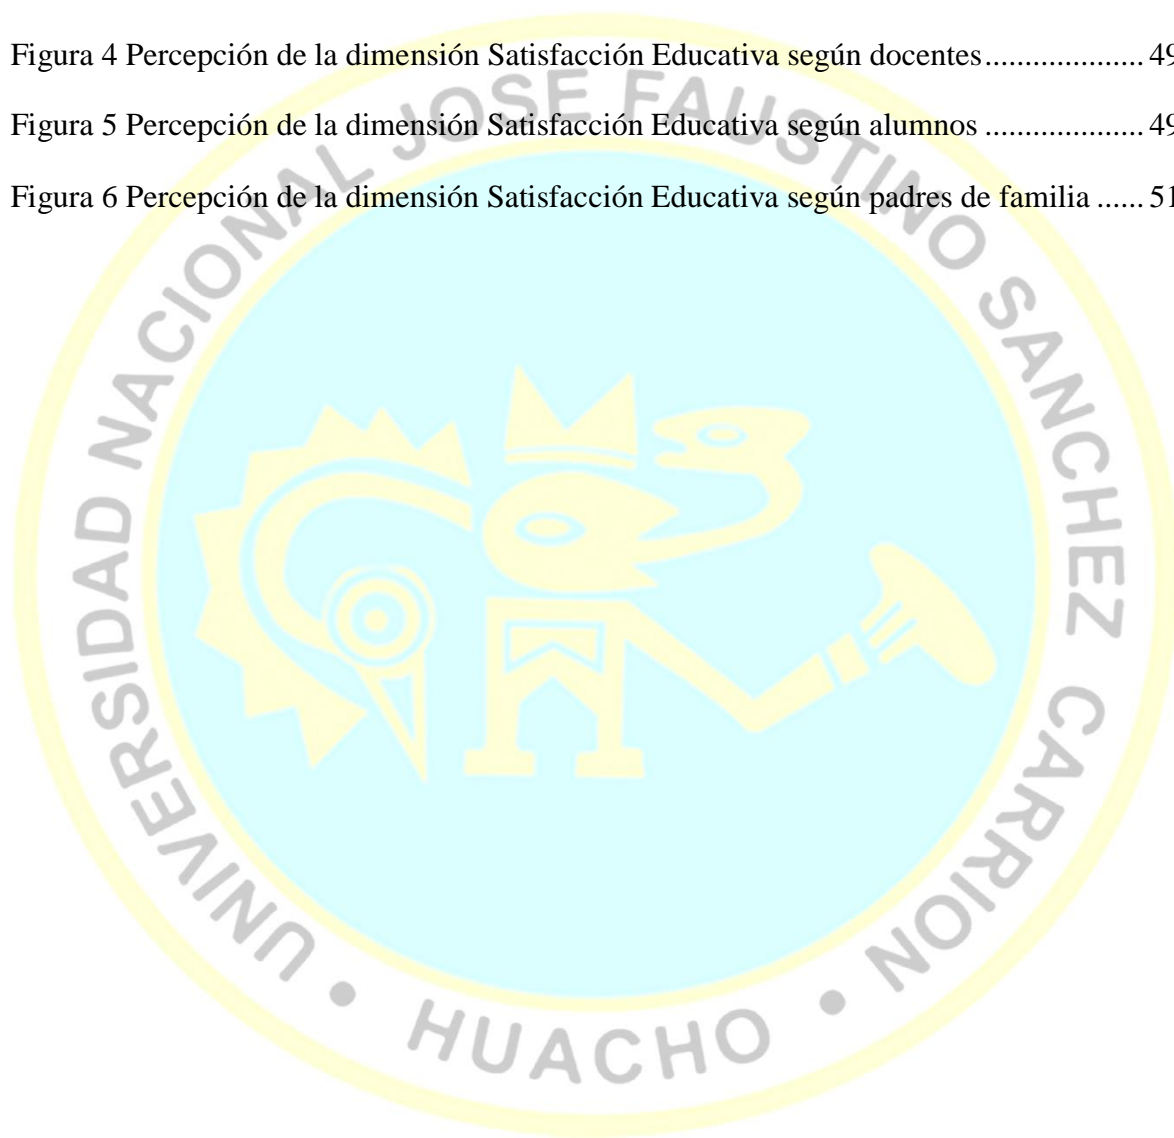 Figura 4 Percepción de la dimensión Satisfacción Educativa según docentes.................... 49
Figura 5 Percepción de la dimensión Satisfacción Educativa según alumnos .................... 49
Figura 6 Percepción de la dimensión Satisfacción Educativa según padres de familia ...... 51
UNIVERSIDAD NACIONAL JOSE FAUSTINO SANCHEZ CARRION
• HUACHO •